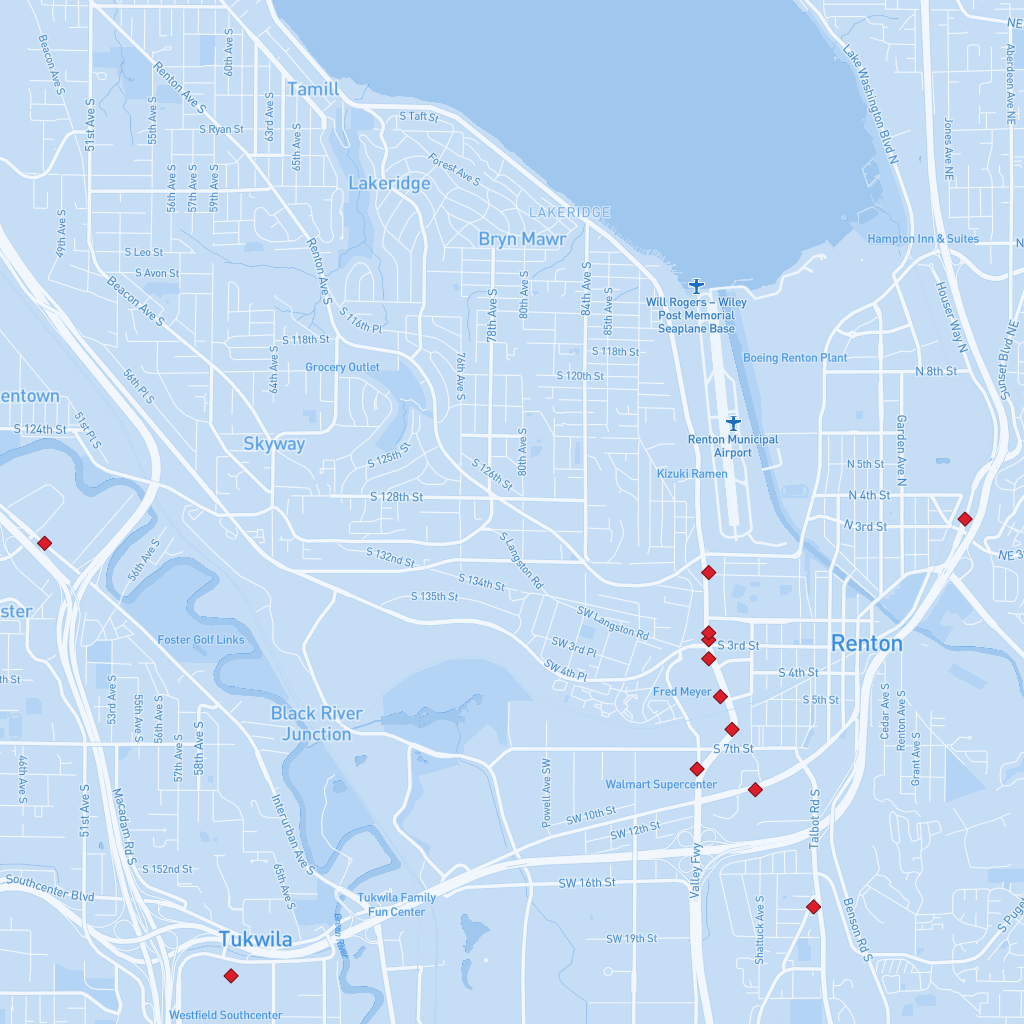 NE
Beacon Ave S
Renton Ave S
60th Ave S
Lake Washington Blvd N
Aberdeen Ave NE
Tamill
51st Ave S
55th Ave S
63rd Ave S
S Taft St
S Ryan St
65th Ave S
Jones Ave NE
Forest Ave S
56th Ave S
57th Ave S
59th Ave S
Lakeridge
LAKERIDGE
49th Ave S
Bryn Mawr
Hampton Inn & Suites
S Leo St
S Avon St
Renton Ave S
80th Ave S
84th Ave S
Beacon Ave S
78th Ave S
85th Ave S
Will Rogers – Wiley
Post Memorial
Seaplane Base
S 116th Pl
Houser Way N
S 118th St
S 118th St
Boeing Renton Plant
Sunset Blvd NE
64th Ave S
Grocery Outlet
76th Ave S
S 120th St
N 8th St
56th Pl S
entown
51st Pl S
S 124th St
Garden Ave N
Skyway
S 125th St
80th Ave S
Renton Municipal
Airport
S 126th St
Kizuki Ramen
N 5th St
S 128th St
N 4th St
N 3rd St
S Langston Rd
S 132nd St
56th Ave S
NE 3
S 134th St
S 135th St
ster
Foster Golf Links
SW Langston Rd
SW 3rd Pl
S 3rd St
Renton
SW 4th Pl
S 4th St
53rd Ave S
55th Ave S
56th Ave S
Fred Meyer
S 5th St
Cedar Ave S
Renton Ave S
Black River
Junction
57th Ave S
58th Ave S
Grant Ave S
S 7th St
46th Ave S
51st Ave S
Macadam Rd S
Interurban Ave S
Powell Ave SW
Walmart Supercenter
Talbot Rd S
SW 10th St
SW 12th St
Valley Fwy
S 152nd St
65th Ave S
Southcenter Blvd
SW 16th St
Tukwila Family
Fun Center
Green River
Shattuck Ave S
Benson Rd S
S Puget
Tukwila
SW 19th St
Westfield Southcenter